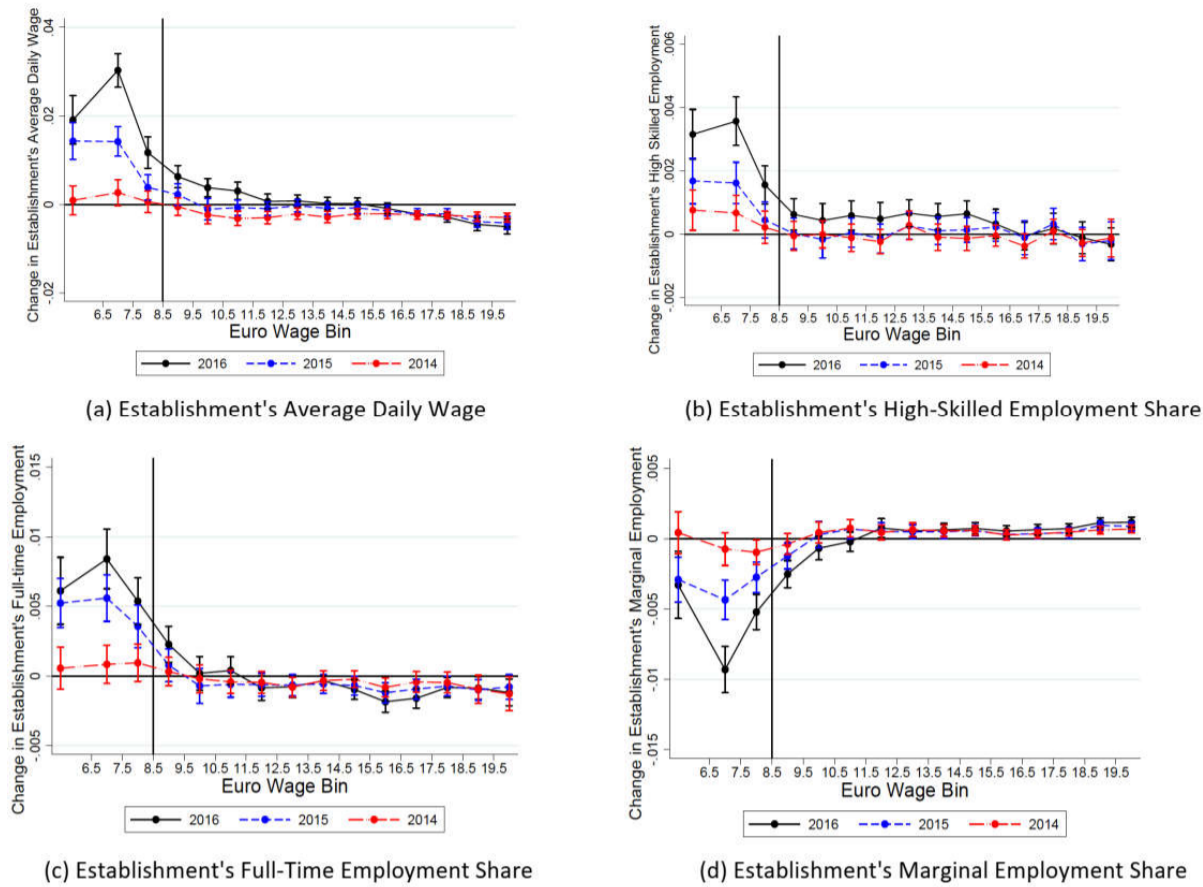 Change in Establishment's Average Daily Wage
.04
.02
0
-.02
6.5 7.5 8.5 9.5 10.5 11.5 12.5 13.5 14.5 15.5 16.5 17.5 18.5 19.5
Euro Wage Bin
2016 2015 2014
(a) Establishment's Average Daily Wage
Change in Establishment's High Skilled Employment
.006
.004
.002
0
-.002
6.5 7.5 8.5 9.5 10.5 11.5 12.5 13.5 14.5 15.5 16.5 17.5 18.5 19.5
Euro Wage Bin
2016 2015 2014
(b) Establishment's High-Skilled Employment Share
Change in Establishment's Full-time Employment
.015
.01
.005
0
-.005
6.5 7.5 8.5 9.5 10.5 11.5 12.5 13.5 14.5 15.5 16.5 17.5 18.5 19.5
Euro Wage Bin
2016 2015 2014
(c) Establishment's Full-Time Employment Share
Change in Establishment's Marginal Employment
.005
0
-.005
-.01
-.015
6.5 7.5 8.5 9.5 10.5 11.5 12.5 13.5 14.5 15.5 16.5 17.5 18.5 19.5
Euro Wage Bin
2016 2015 2014
(d) Establishment's Marginal Employment Share